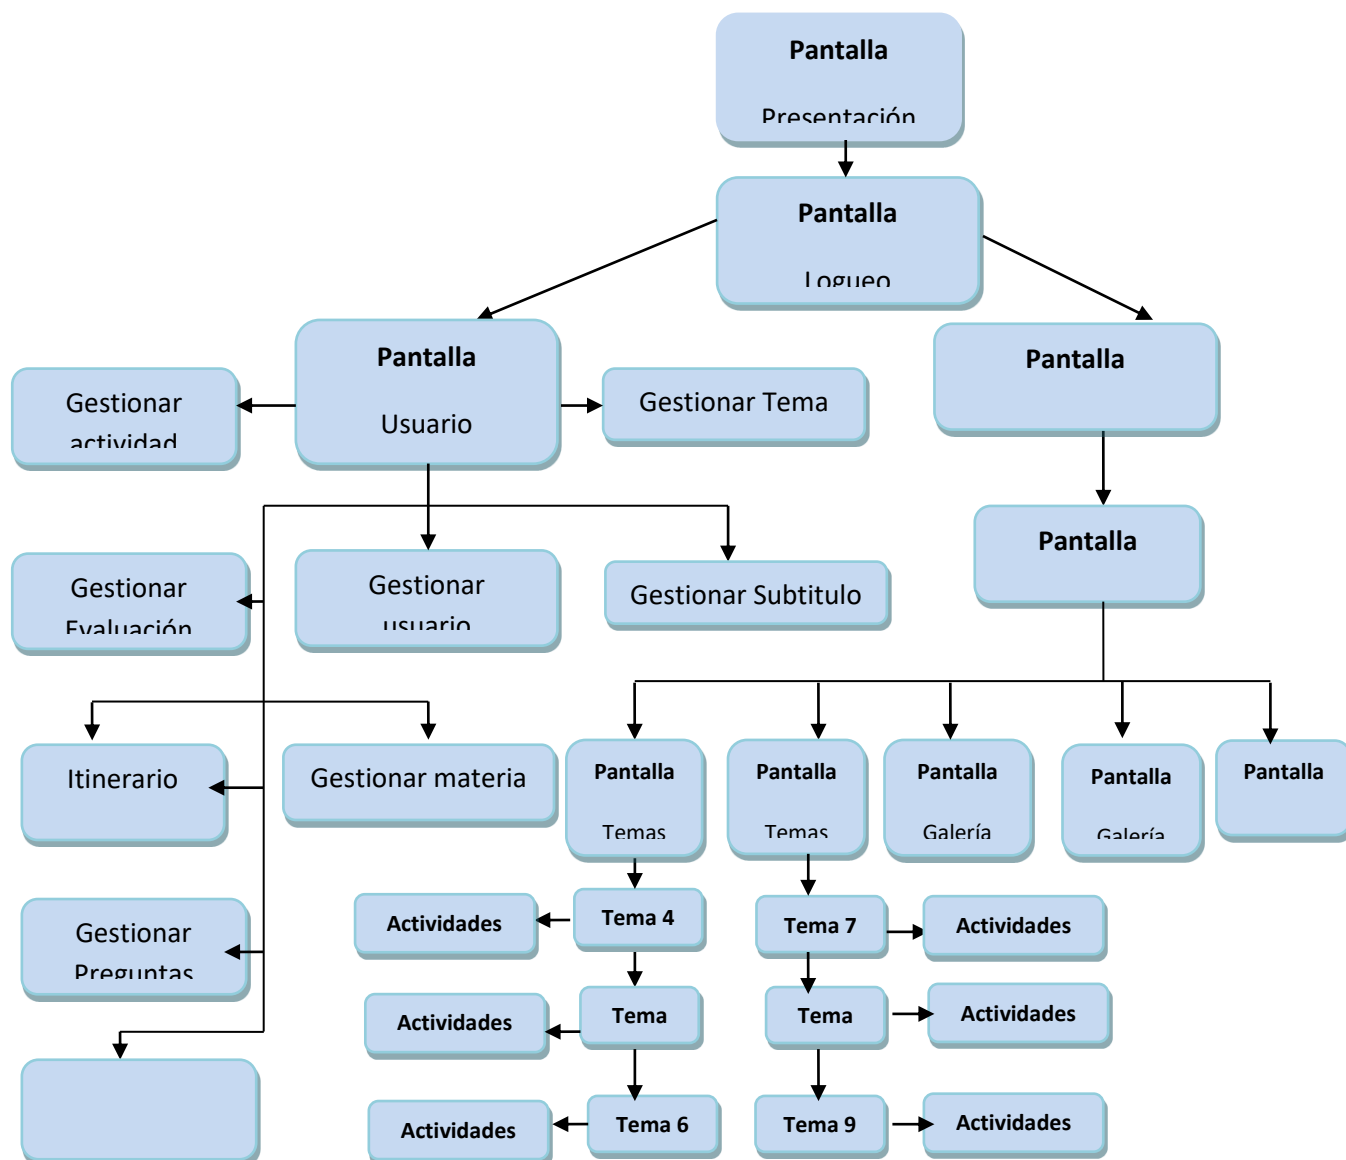 Pantalla
Presentación
Pantalla
Logueo
Pantalla
Usuario
Gestionar
actividad
Gestionar Tema
Pantalla
Pantalla
Gestionar
Evaluación
Gestionar
usuario
Gestionar Subtitulo
Itinerario
Gestionar materia
Pantalla
Temas
Pantalla
Temas
Pantalla
Galería
Pantalla
Galería
Pantalla
Actividades
Tema 4
Tema 7
Actividades
Gestionar
Preguntas
Actividades
Tema
Tema
Actividades
Actividades
Tema 6
Tema 9
Actividades